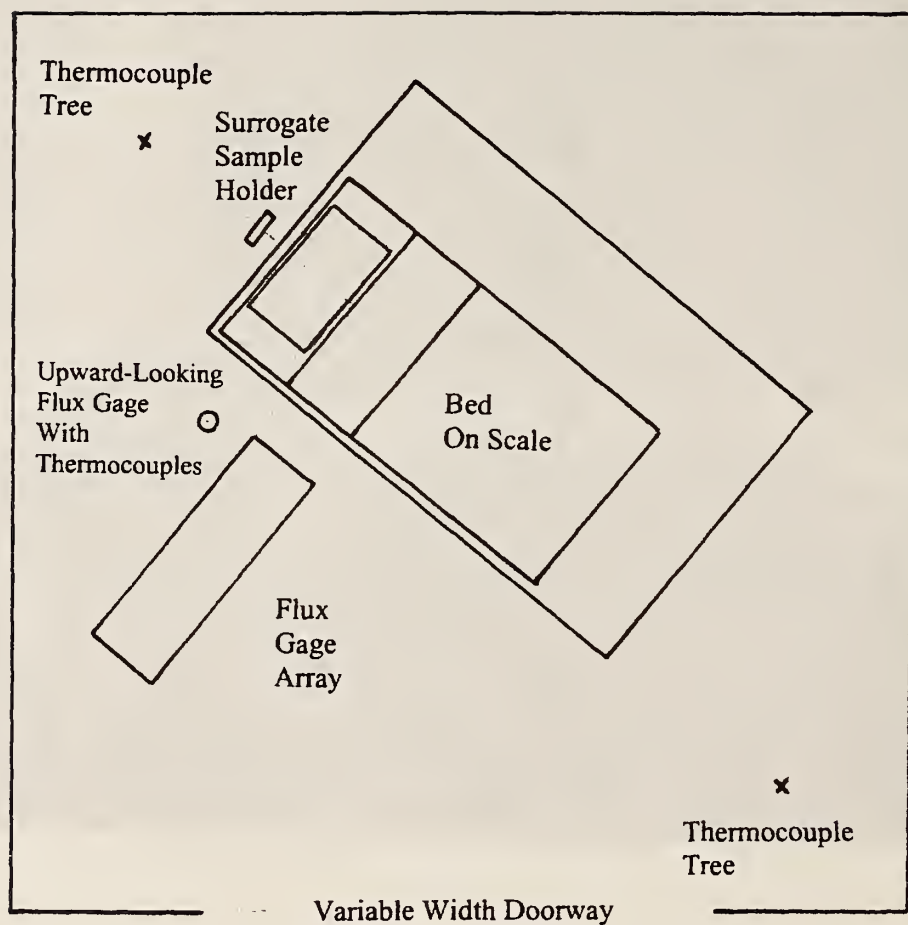 Thermocouple
Tree
Surrogate
Sample
Holder
Upward-Looking
Flux Gage
With
Thermocouples
Bed
On Scale
Flux
Gage
Array
Thermocouple
Tree
Variable Width Doorway